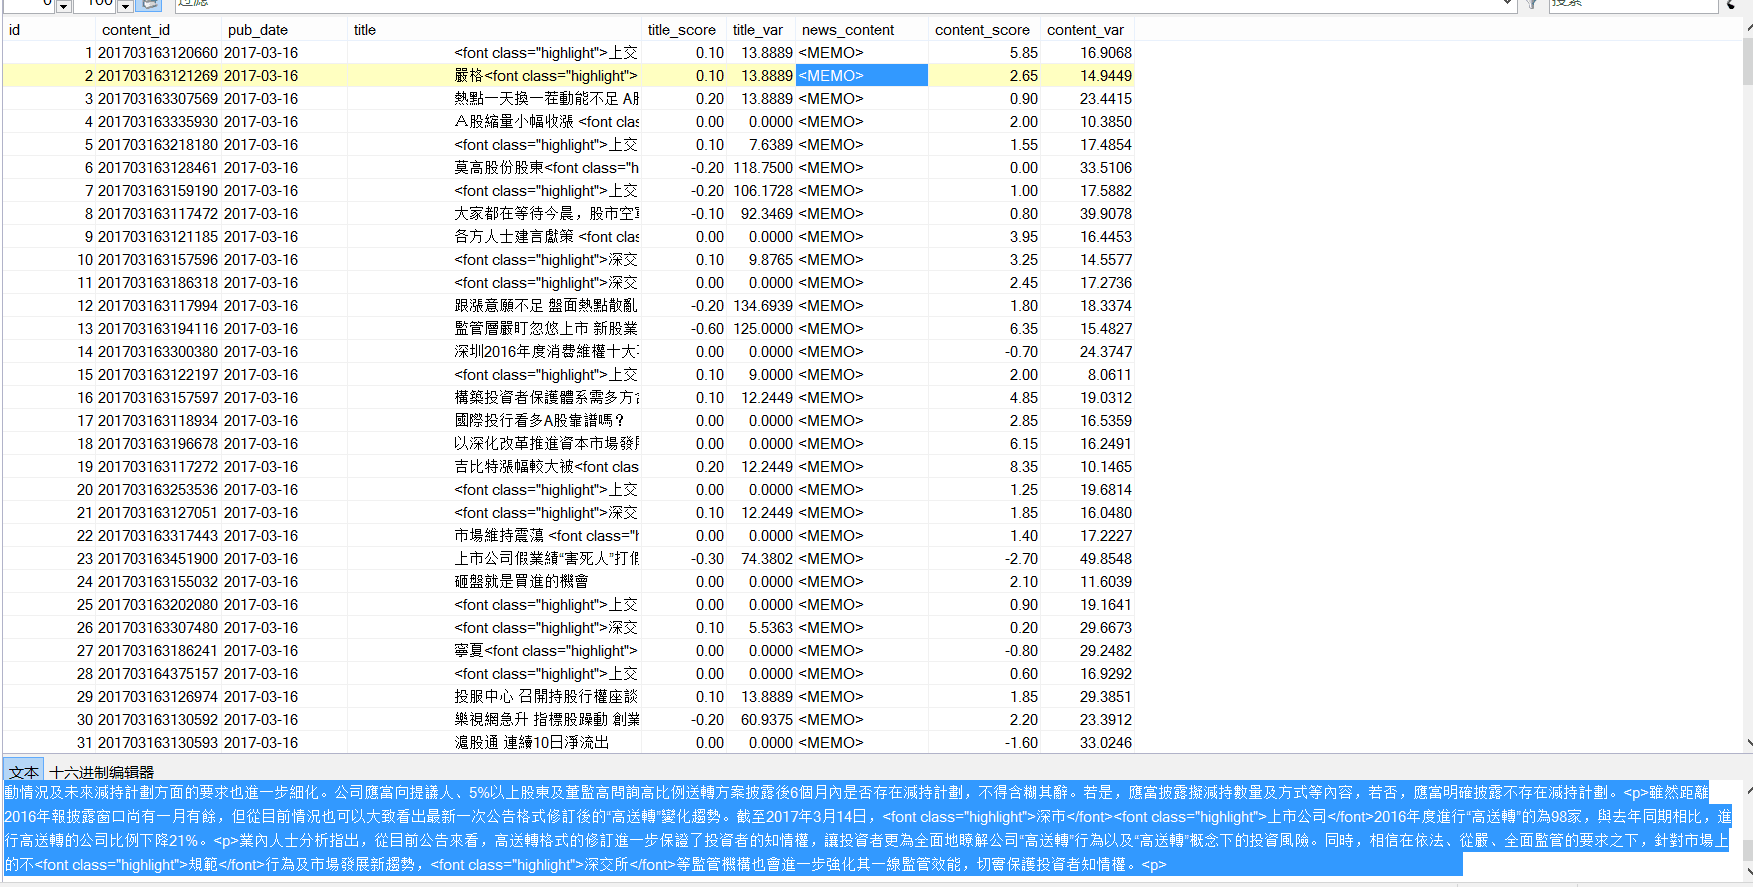 0 100 过滤 搜索
id content_id pub_date title title_score title_var news_content content_score content_var
1 201703163120660 2017-03-16 <font class="highlight">上交 0.10 13.8889 <MEMO> 5.85 16.9068
2 201703163121269 2017-03-16 嚴格<font class="highlight"> 0.10 13.8889 <MEMO> 2.65 14.9449
3 201703163307569 2017-03-16 熱點一天換一茬動能不足 A股 0.20 13.8889 <MEMO> 0.90 23.4415
4 201703163335930 2017-03-16 Ａ股縮量小幅收漲 <font clas 0.00 0.0000 <MEMO> 2.00 10.3850
5 201703163218180 2017-03-16 <font class="highlight">上交 0.10 7.6389 <MEMO> 1.55 17.4854
6 201703163128461 2017-03-16 莫高股份股東<font class="h -0.20 118.7500 <MEMO> 0.00 33.5106
7 201703163159190 2017-03-16 <font class="highlight">上交 -0.20 106.1728 <MEMO> 1.00 17.5882
8 201703163117472 2017-03-16 大家都在等待今晨，股市空軍 -0.10 92.3469 <MEMO> 0.80 39.9078
9 201703163121185 2017-03-16 各方人士建言獻策 <font clas 0.00 0.0000 <MEMO> 3.95 16.4453
10 201703163157596 2017-03-16 <font class="highlight">深交 0.10 9.8765 <MEMO> 3.25 14.5577
11 201703163186318 2017-03-16 <font class="highlight">深交 0.00 0.0000 <MEMO> 2.45 17.2736
12 201703163117994 2017-03-16 跟漲意願不足 盤面熱點散亂 -0.20 134.6939 <MEMO> 1.80 18.3374
13 201703163194116 2017-03-16 監管層嚴盯忽悠上市 新股業 -0.60 125.0000 <MEMO> 6.35 15.4827
14 201703163300380 2017-03-16 深圳2016年度消費維權十大 0.00 0.0000 <MEMO> -0.70 24.3747
15 201703163122197 2017-03-16 <font class="highlight">上交 0.10 9.0000 <MEMO> 2.00 8.0611
16 201703163157597 2017-03-16 構築投資者保護體系需多方合 0.10 12.2449 <MEMO> 4.85 19.0312
17 201703163118934 2017-03-16 國際投行看多A股靠譜嗎？ 0.00 0.0000 <MEMO> 2.85 16.5359
18 201703163196678 2017-03-16 以深化改革推進資本市場發展 0.00 0.0000 <MEMO> 6.15 16.2491
19 201703163117272 2017-03-16 吉比特漲幅較大被<font clas 0.20 12.2449 <MEMO> 8.35 10.1465
20 201703163253536 2017-03-16 <font class="highlight">上交 0.00 0.0000 <MEMO> 1.25 19.6814
21 201703163127051 2017-03-16 <font class="highlight">深交 0.10 12.2449 <MEMO> 1.85 16.0480
22 201703163317443 2017-03-16 市場維持震蕩 <font class="h 0.00 0.0000 <MEMO> 1.40 17.2227
23 201703163451900 2017-03-16 上市公司假業績“害死人”打假 -0.30 74.3802 <MEMO> -2.70 49.8548
24 201703163155032 2017-03-16 砸盤就是買進的機會 0.00 0.0000 <MEMO> 2.10 11.6039
25 201703163202080 2017-03-16 <font class="highlight">上交 0.00 0.0000 <MEMO> 0.90 19.1641
26 201703163307480 2017-03-16 <font class="highlight">深交 0.10 5.5363 <MEMO> 0.20 29.6673
27 201703163186241 2017-03-16 寧夏<font class="highlight"> 0.00 0.0000 <MEMO> -0.80 29.2482
28 201703164375157 2017-03-16 <font class="highlight">上交 0.00 0.0000 <MEMO> 0.60 16.9292
29 201703163126974 2017-03-16 投服中心 召開持股行權座談 0.10 13.8889 <MEMO> 1.85 29.3851
30 201703163130592 2017-03-16 樂視網急升 指標股躁動 創業 -0.20 60.9375 <MEMO> 2.20 23.3912
31 201703163130593 2017-03-16 滬股通 連續10日淨流出 0.00 0.0000 <MEMO> -1.60 33.0246
文本 十六进制编辑器
動情況及未來減持計劃方面的要求也進一步細化。公司應當向提議人、5%以上股東及董監高問詢高比例送轉方案披露後6個月內是否存在減持計劃，不得含糊其辭。若是，應當披露擬減持數量及方式等內容，若否，應當明確披露不存在減持計劃。<p>雖然距離
2016年報披露窗口尚有一月有餘，但從目前情況也可以大致看出最新一次公告格式修訂後的“高送轉”變化趨勢。截至2017年3月14日，<font class="highlight">深市</font><font class="highlight">上市公司</font>2016年度進行“高送轉”的為98家，與去年同期相比，進
行高送轉的公司比例下降21%。<p>業內人士分析指出，從目前公告來看，高送轉格式的修訂進一步保證了投資者的知情權，讓投資者更為全面地瞭解公司“高送轉”行為以及“高送轉”概念下的投資風險。同時，相信在依法、從嚴、全面監管的要求之下，針對市場上
的不<font class="highlight">規範</font>行為及市場發展新趨勢，<font class="highlight">深交所</font>等監管機構也會進一步強化其一線監管效能，切實保護投資者知情權。<p>